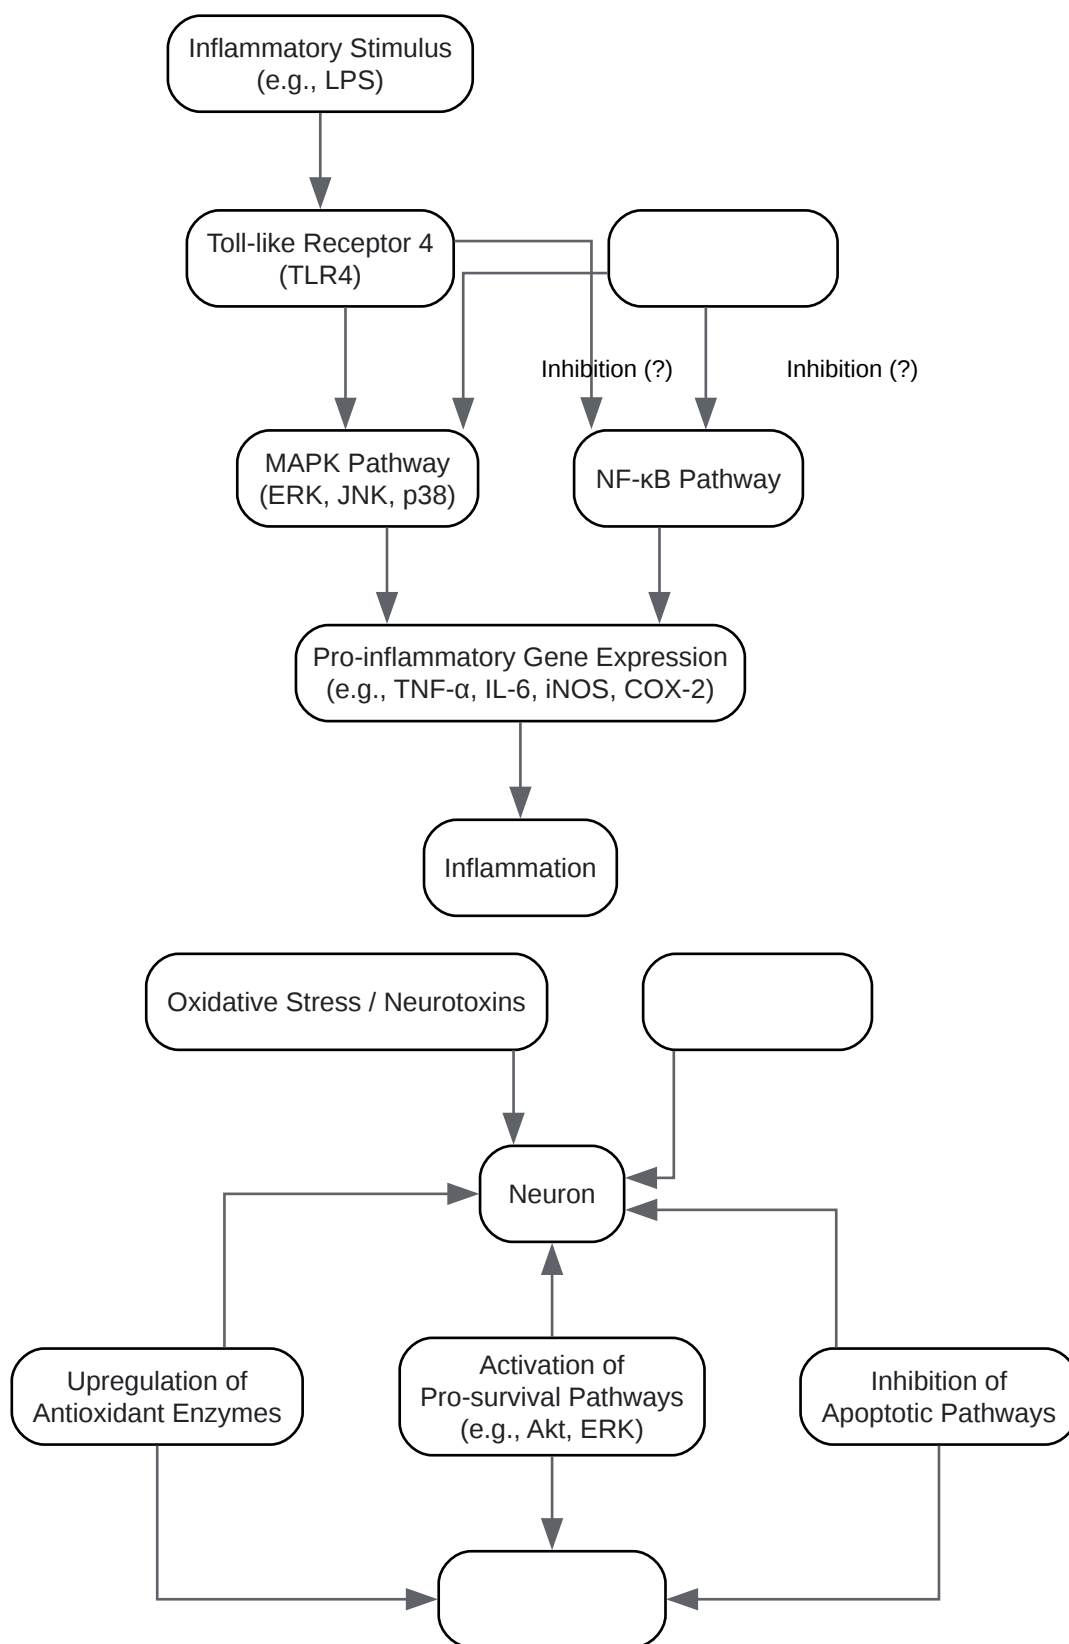 Inflammatory Stimulus
(e.g., LPS)
Toll-like Receptor 4
(TLR4)
Inhibition (?)
Inhibition (?)
MAPK Pathway
(ERK, JNK, p38)
NF-κB Pathway
Pro-inflammatory Gene Expression
(e.g., TNF-α, IL-6, iNOS, COX-2)
Inflammation
Oxidative Stress / Neurotoxins
Neuron
Upregulation of
Antioxidant Enzymes
Activation of
Pro-survival Pathways
(e.g., Akt, ERK)
Inhibition of
Apoptotic Pathways